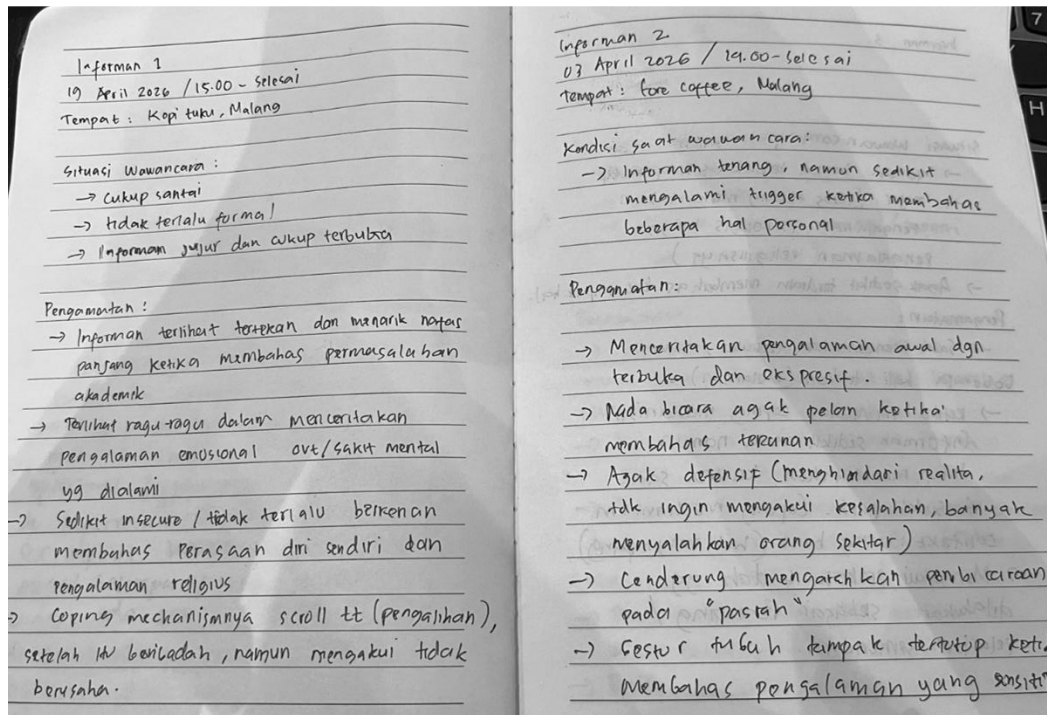 Informan 1
19 April 2026 / 15.00 - selesai
Tempat : Kopi tuku, Malang
Situasi Wawancara :
→ Cukup santai
→ tidak terlalu formal
→ Informan jujur dan cukup terbuka
Pengamatan :
→ Informan terlihat tertekan dan menarik nafas
panjang ketika membahas permasalahan
akademik
→ Terlihat ragu-ragu dalam menceritakan
pengalaman emosional ovt/sakit mental
yg dialami
→ Sedikit insecure / tidak terlalu berkenan
membahas perasaan diri sendiri dan
pengalaman religius
→ Coping mechanismnya scroll tt (pengalihan),
setelah itu beribadah, namun mengakui tidak
berusaha.
Informan 2
03 April 2026 / 19.00 - selesai
Tempat : fore coffee, Malang
Kondisi saat wawancara :
→ Informan tenang, namun sedikit
mengalami trigger ketika membahas
beberapa hal personal
Pengamatan :
→ Menceritakan pengalaman awal dgn
terbuka dan ekspresif.
→ Nada bicara agak pelan ketika
membahas tekanan
→ Agak defensif (menghindari realita,
tdk ingin mengakui kesalahan, banyak
menyalahkan orang sekitar)
→ Cenderung mengarahkan pembicaraan
pada "pasrah"
→ Gestur tubuh tampak tertutup keti
membahas pengalaman yang sensiti
7
H